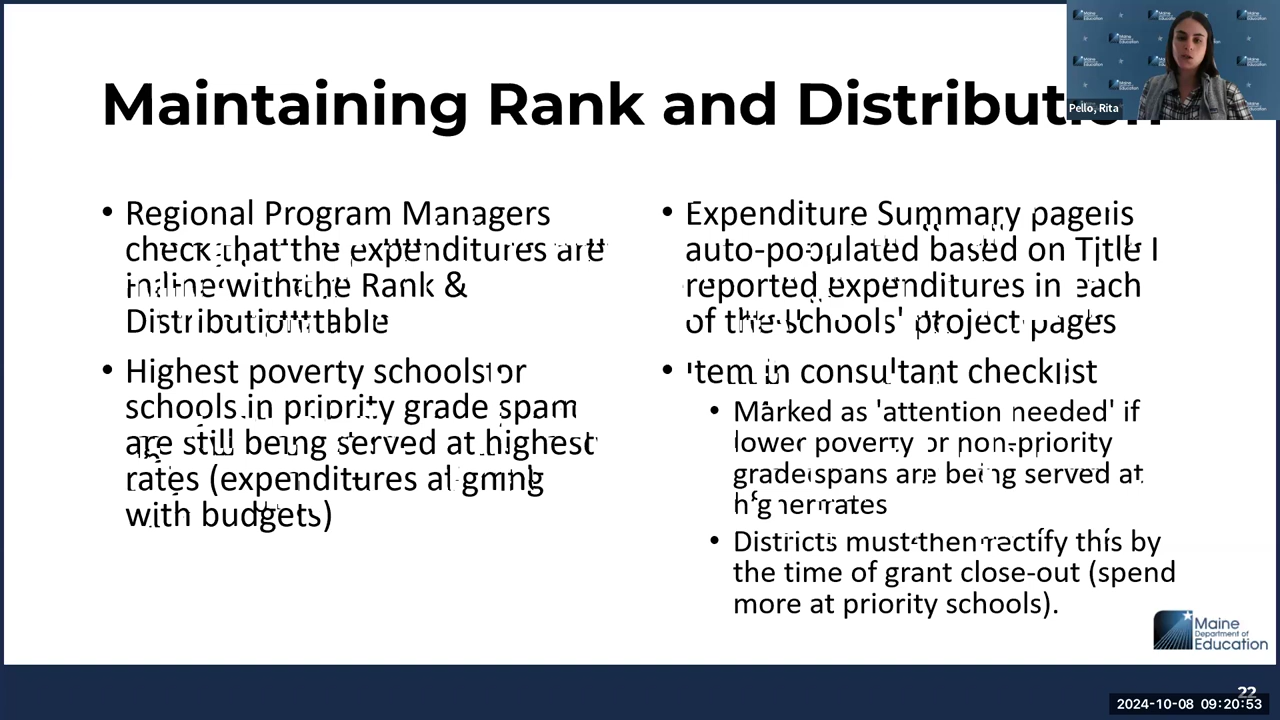 Maintaining Rank and Distribution
Pello, Rita
• Regional Program Managers
check that the expenditures are
in line with the Rank &
Distribution table
• Highest poverty schools or
schools in priority grade span
are still being served at highest
rates (expenditures aligning
with budgets)
• Expenditure Summary page is
auto-populated based on Title I
reported expenditures in each
of the schools' project pages
• Item in consultant checklist
• Marked as 'attention needed' if
lower poverty or non-priority
grade spans are being served at
higher rates
• Districts must then rectify this by
the time of grant close-out (spend
more at priority schools).
Maine
Department of
Education
22
2024-10-08 09:20:53